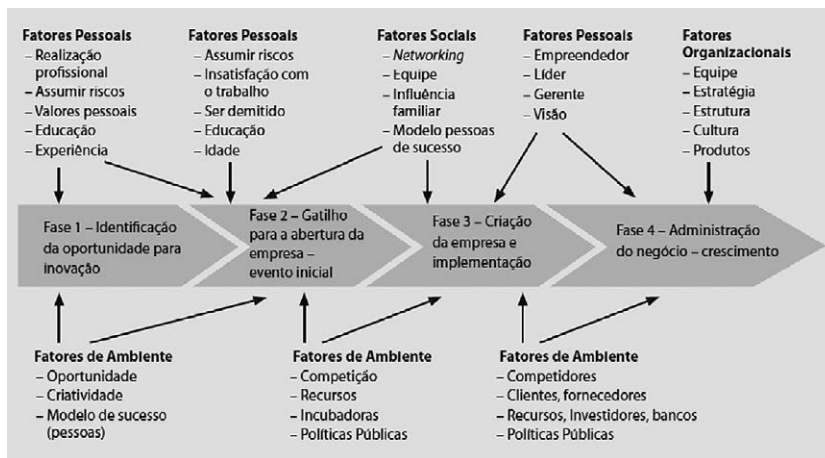 Fatores Pessoais
– Realização
profissional
– Assumir riscos
– Valores pessoais
– Educação
– Experiência
Fatores Pessoais
– Assumir riscos
– Insatisfação com
o trabalho
– Ser demitido
– Educação
– Idade
Fatores Sociais
– Networking
– Equipe
– Influência
familiar
– Modelo pessoas
de sucesso
Fatores Pessoais
– Empreendedor
– Líder
– Gerente
– Visão
Fatores
Organizacionais
– Equipe
– Estratégia
– Estrutura
– Cultura
– Produtos
Fase 1 – Identificação
da oportunidade para
inovação
Fase 2 – Gatilho
para a abertura da
empresa –
evento inicial
Fase 3 – Criação
da empresa e
implementação
Fase 4 – Administração
do negócio – crescimento
Fatores de Ambiente
– Oportunidade
– Criatividade
– Modelo de sucesso
(pessoas)
Fatores de Ambiente
– Competição
– Recursos
– Incubadoras
– Políticas Públicas
Fatores de Ambiente
– Competidores
– Clientes, fornecedores
– Recursos, Investidores, bancos
– Políticas Públicas